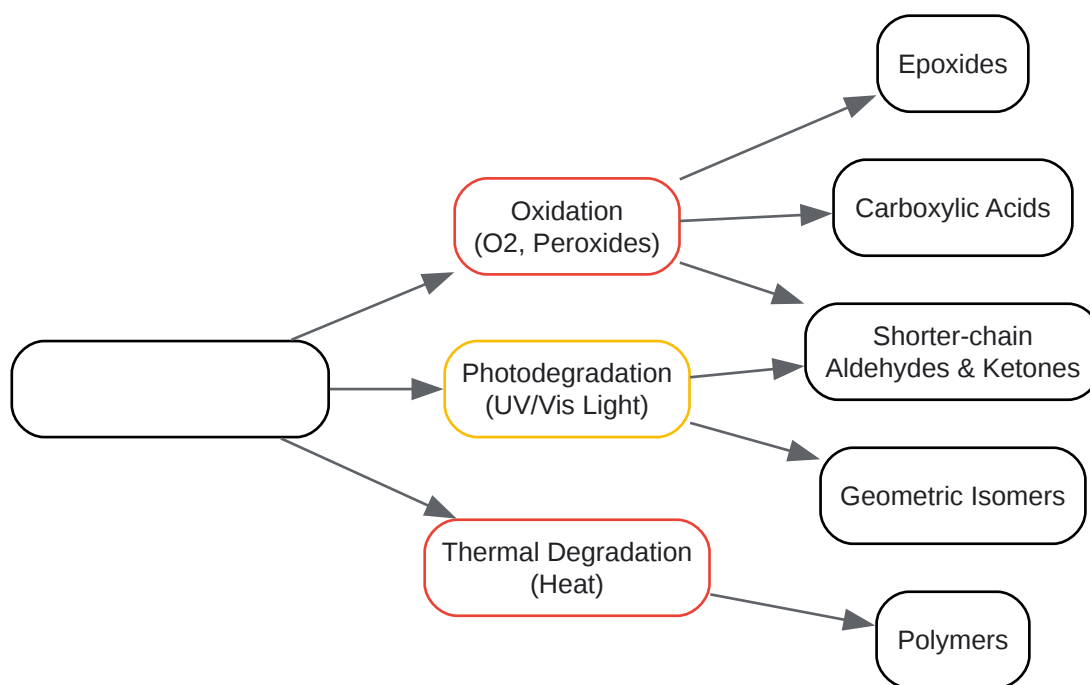 Epoxides
Oxidation
(O2, Peroxides)
Carboxylic Acids
Shorter-chain
Aldehydes & Ketones
Photodegradation
(UV/Vis Light)
Geometric Isomers
Thermal Degradation
(Heat)
Polymers